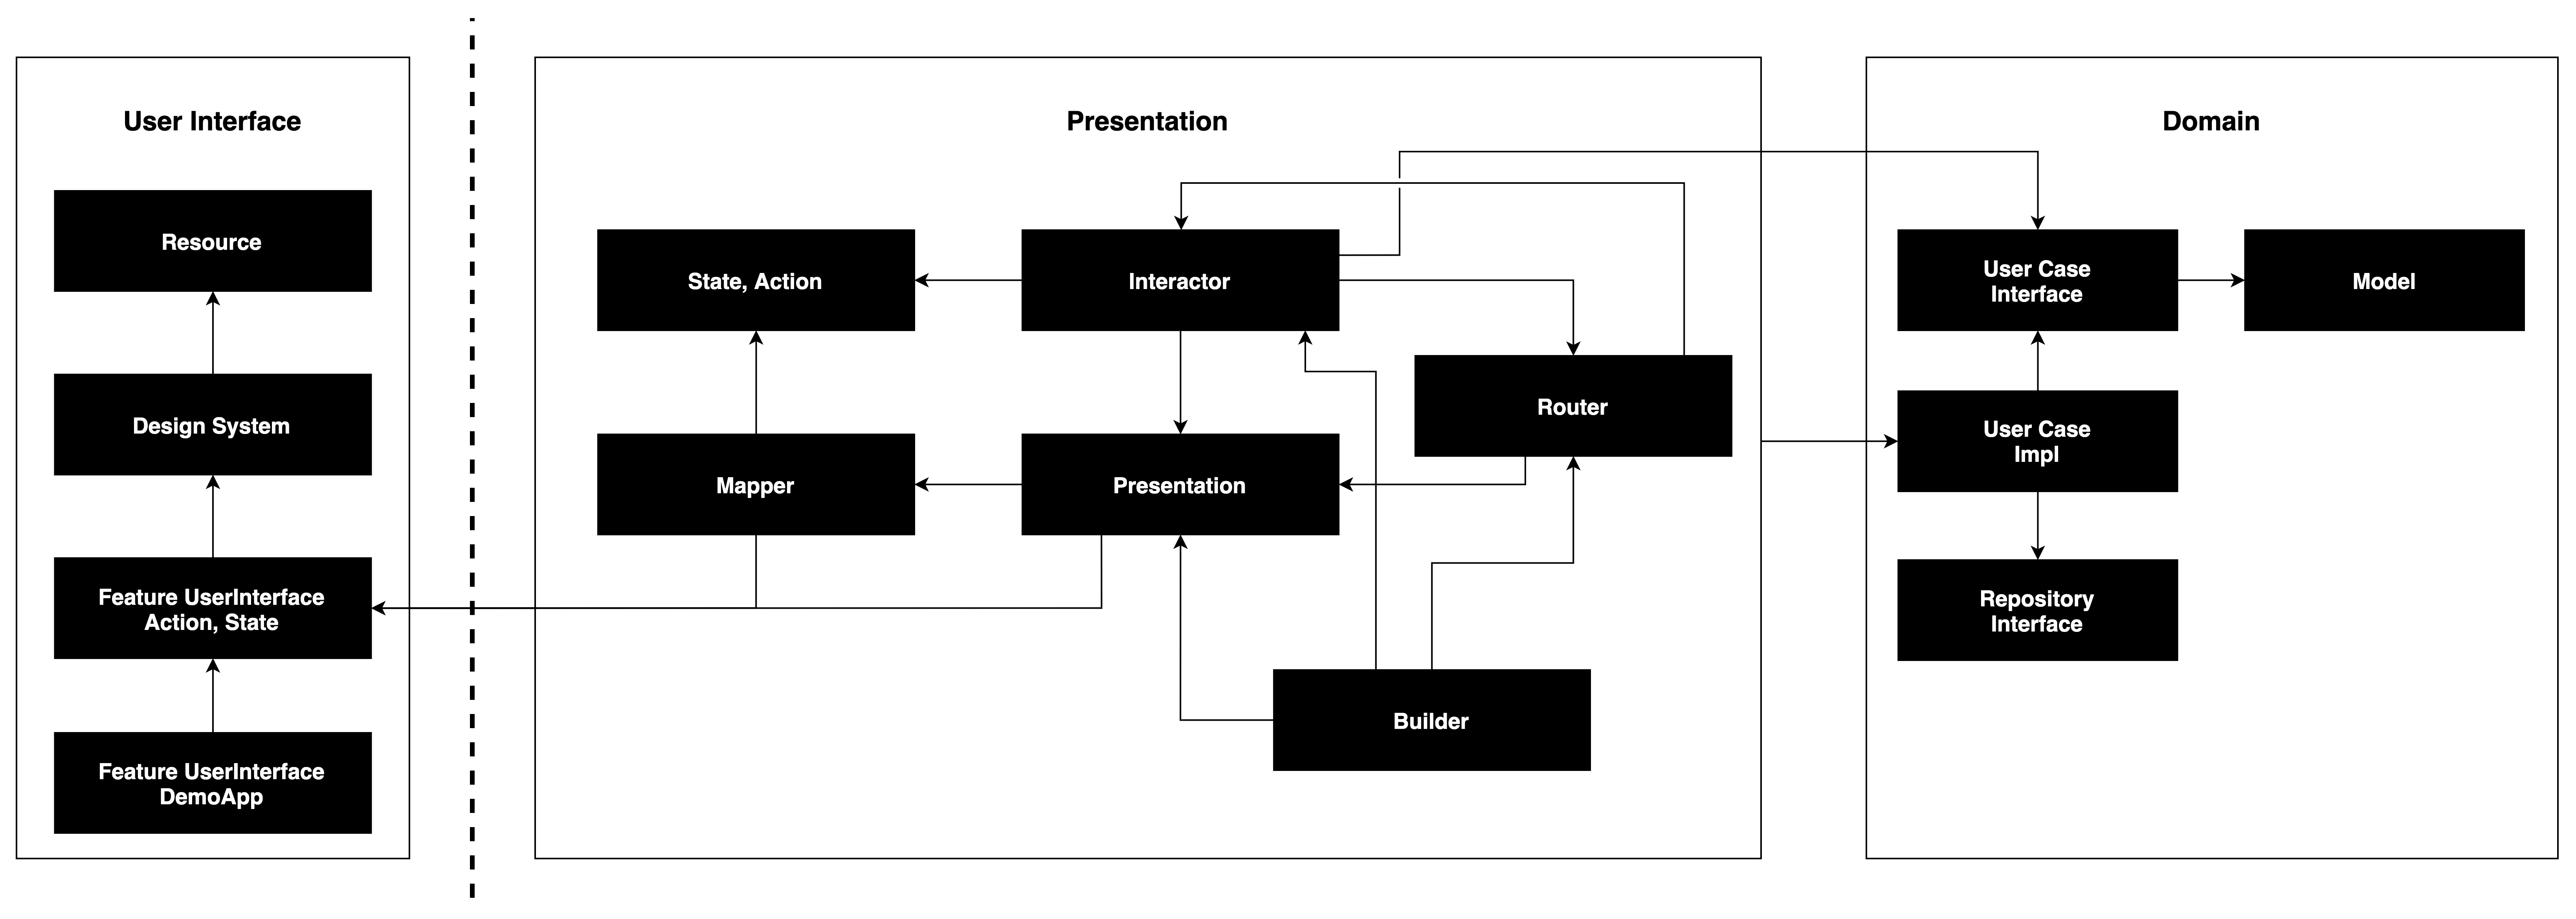 User Interface
Resource
Design System
Feature UserInterface
Action, State
Feature UserInterface
DemoApp
Presentation
State, Action
Interactor
Router
Mapper
Presentation
Builder
Domain
User Case
Interface
Model
User Case
Impl
Repository
Interface